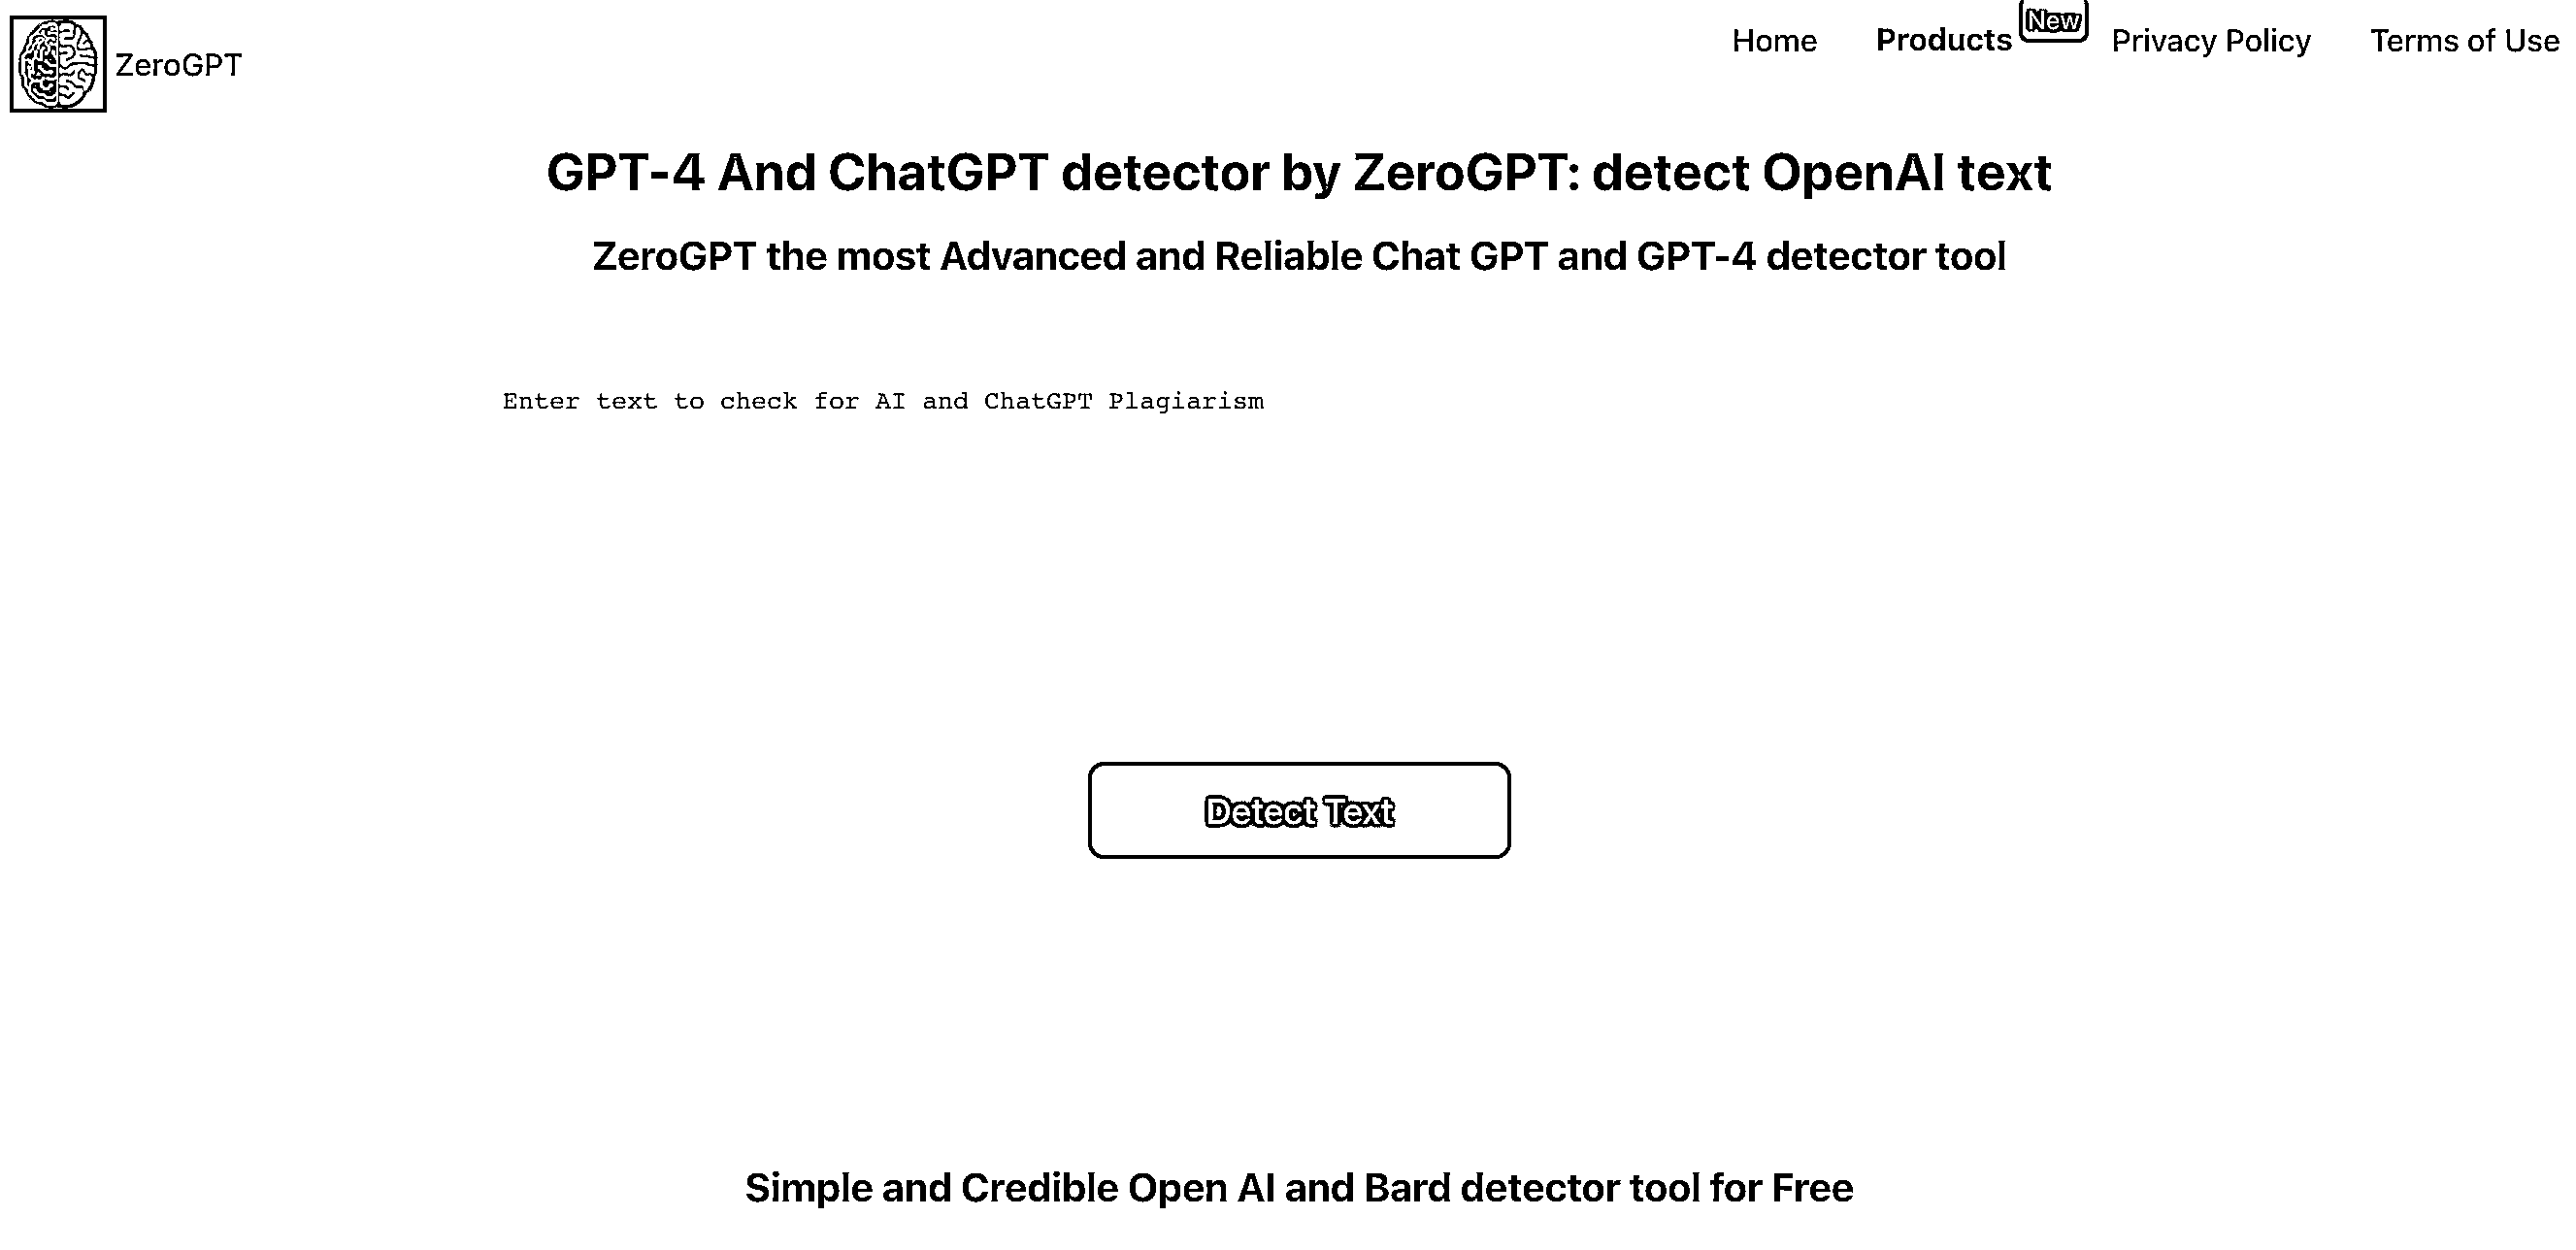 ZeroGPT
Home Products New Privacy Policy Terms of Use
GPT-4 And ChatGPT detector by ZeroGPT: detect OpenAI text
ZeroGPT the most Advanced and Reliable Chat GPT and GPT-4 detector tool
Enter text to check for AI and ChatGPT Plagiarism
Detect Text
Simple and Credible Open AI and Bard detector tool for Free